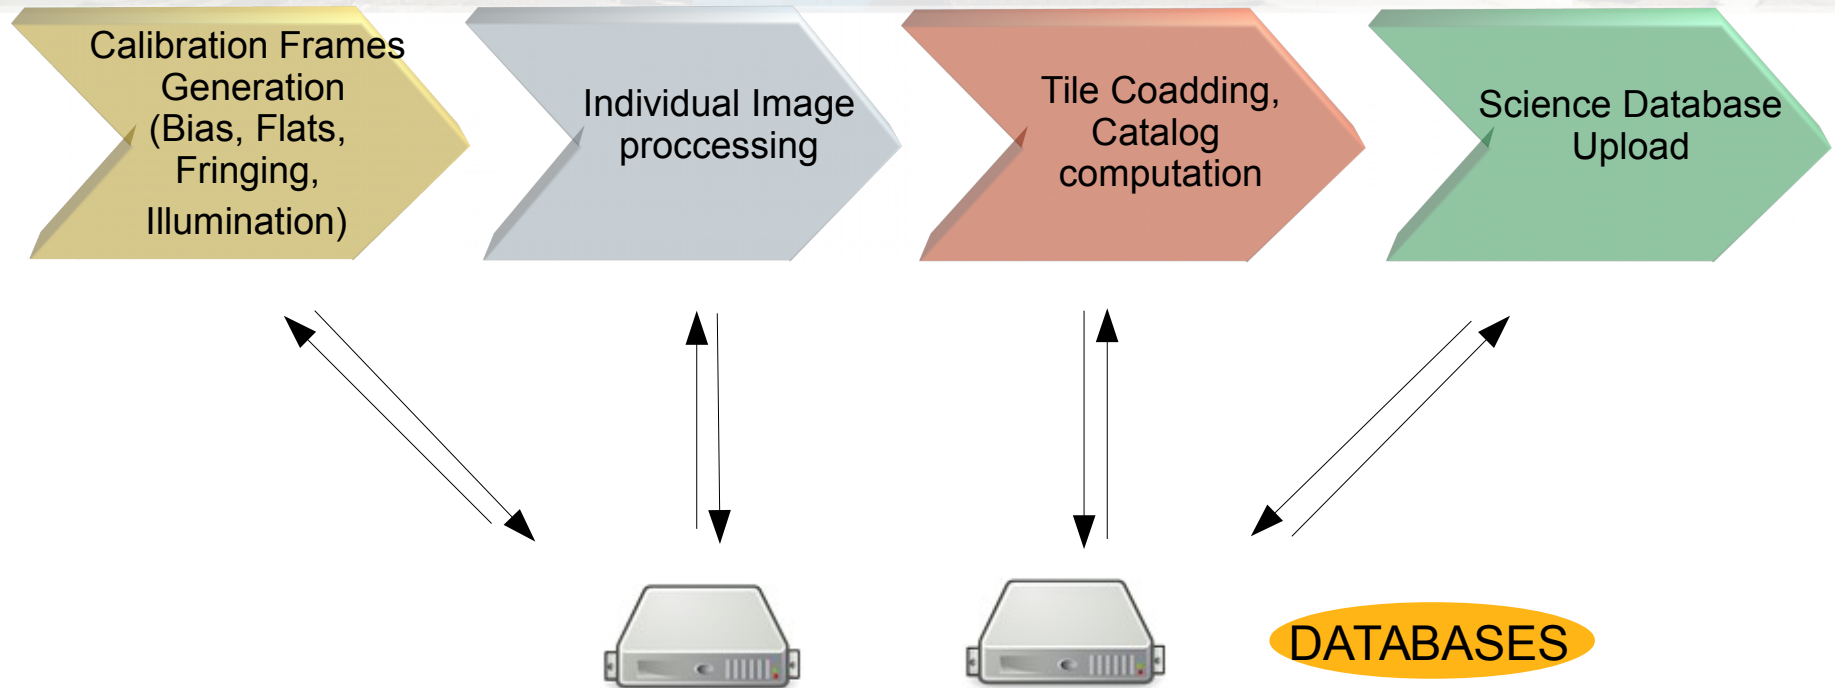 Calibration Frames
Generation
(Bias, Flats,
Fringing,
Illumination)
Individual Image
proccessing
Tile Coadding,
Catalog
computation
Science Database
Upload
DATABASES